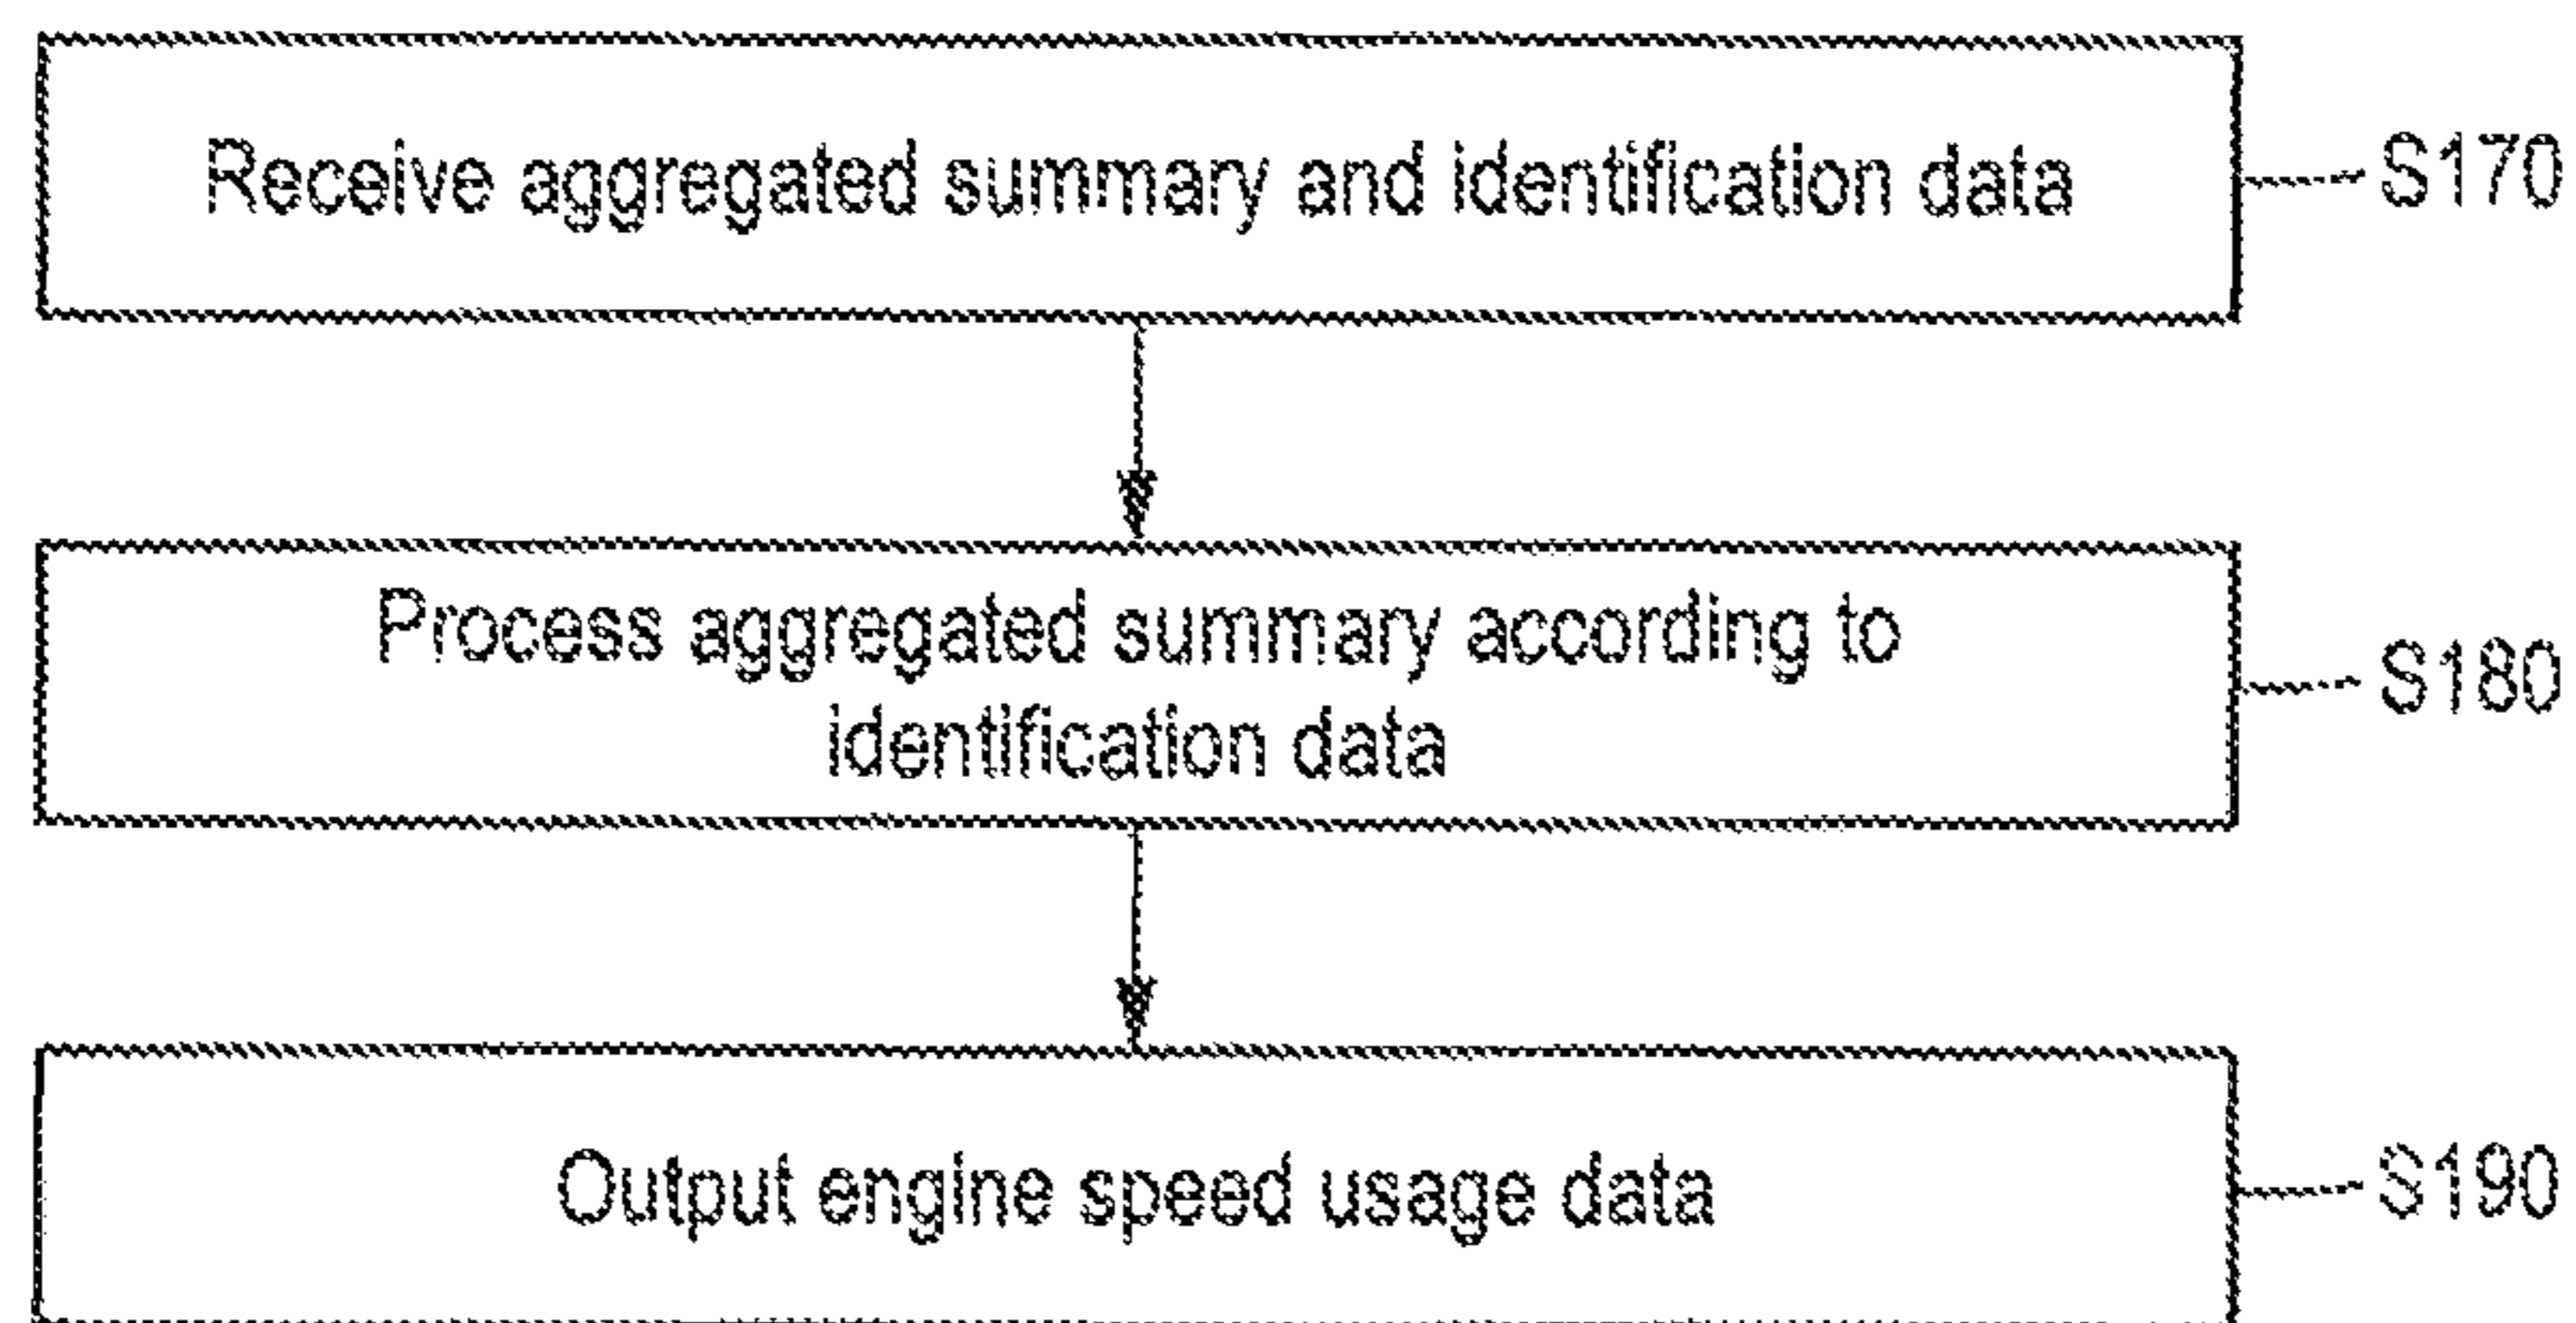 Receive aggregated summary and identification data
S170
Process aggregated summary according to
identification data
S180
Output engine speed usage data
S190